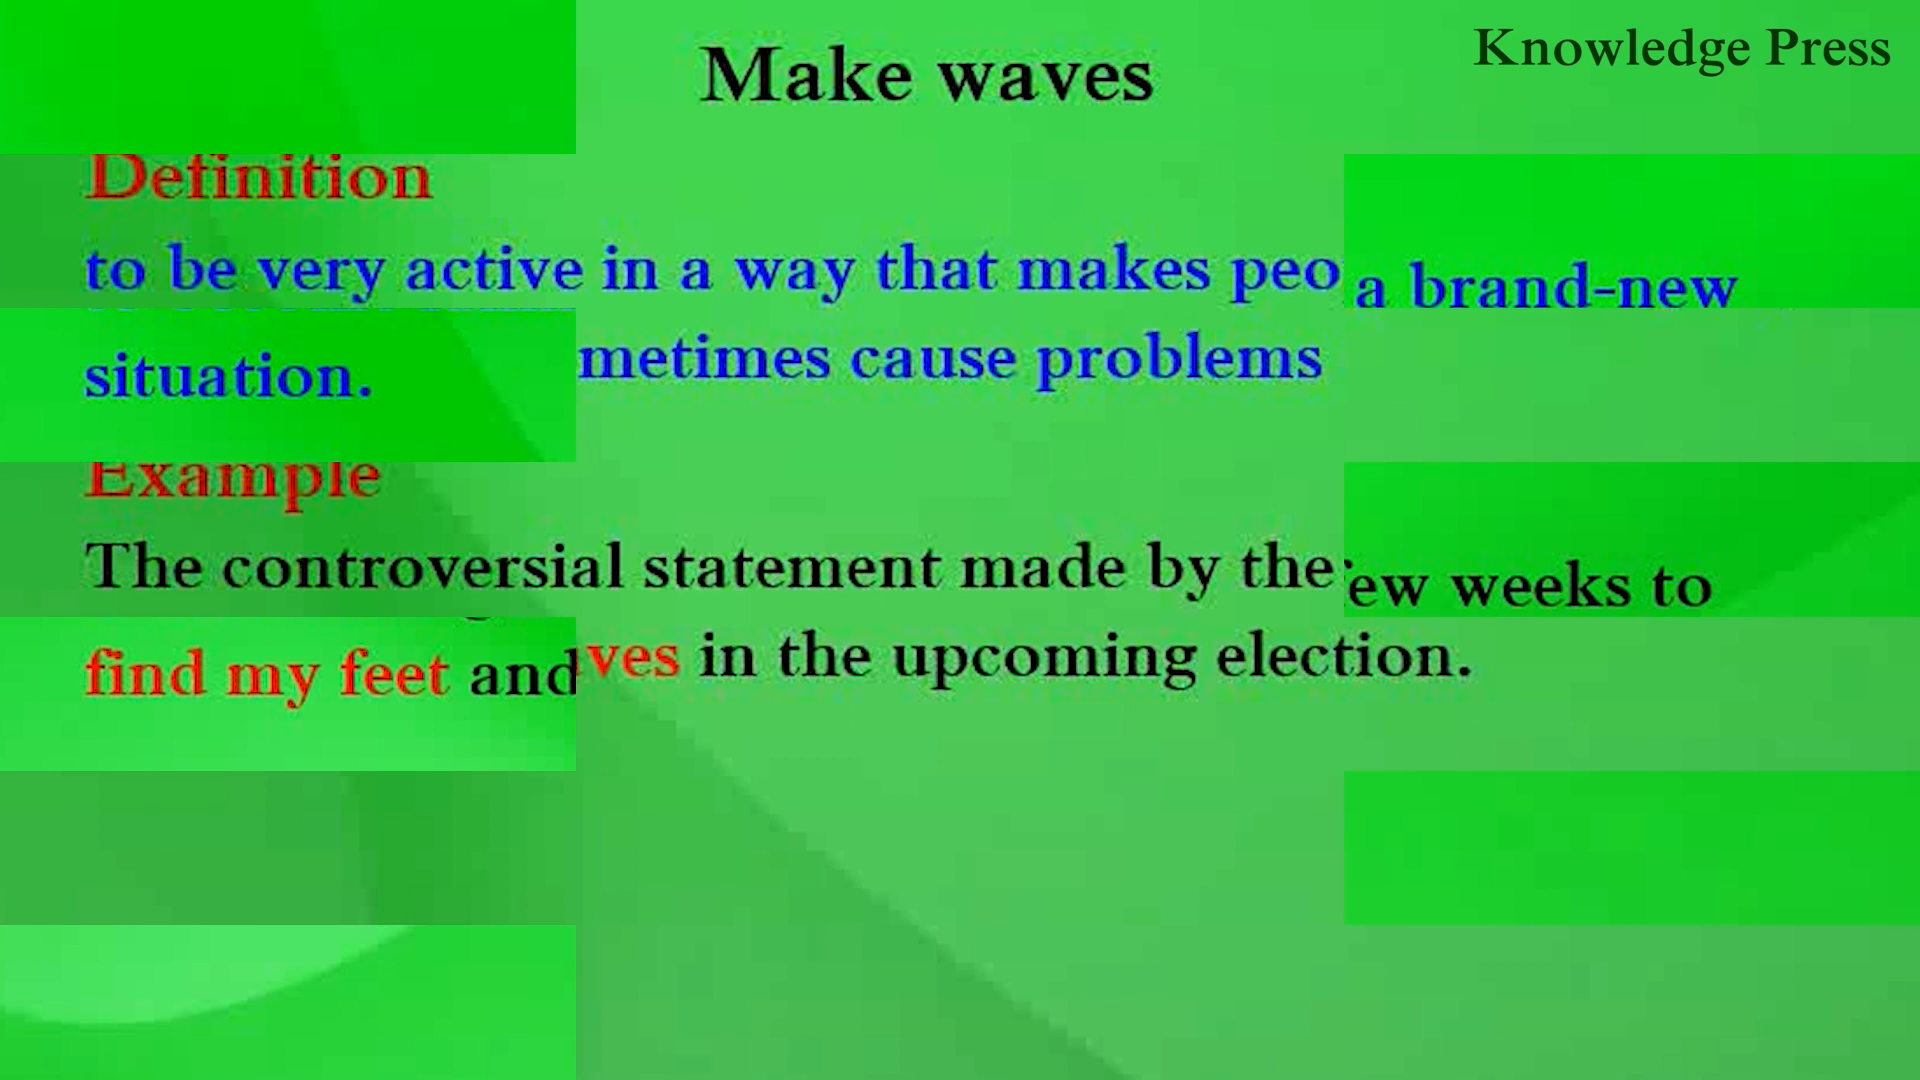 Knowledge Press
Make waves
Definition
to be very active in a way that makes peo a brand-new
situation. metimes cause problems
Example
The controversial statement made by the ew weeks to
find my feet and ves in the upcoming election.